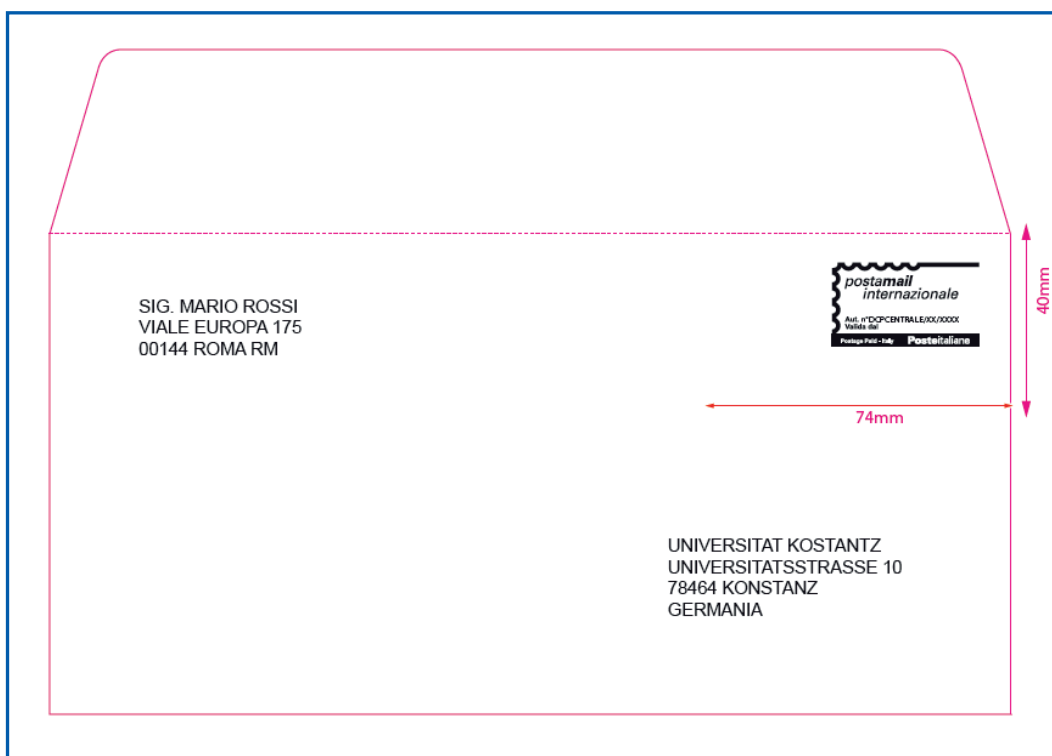 SIG. MARIO ROSSI
VIALE EUROPA 175
00144 ROMA RM
postamail
internazionale
Aut. n°DCPCENTRALE/XX/XXXX
Valida dal
Postage Paid - Italy Posteitaliane
40mm
74mm
UNIVERSITAT KOSTANTZ
UNIVERSITATSSTRASSE 10
78464 KONSTANZ
GERMANIA